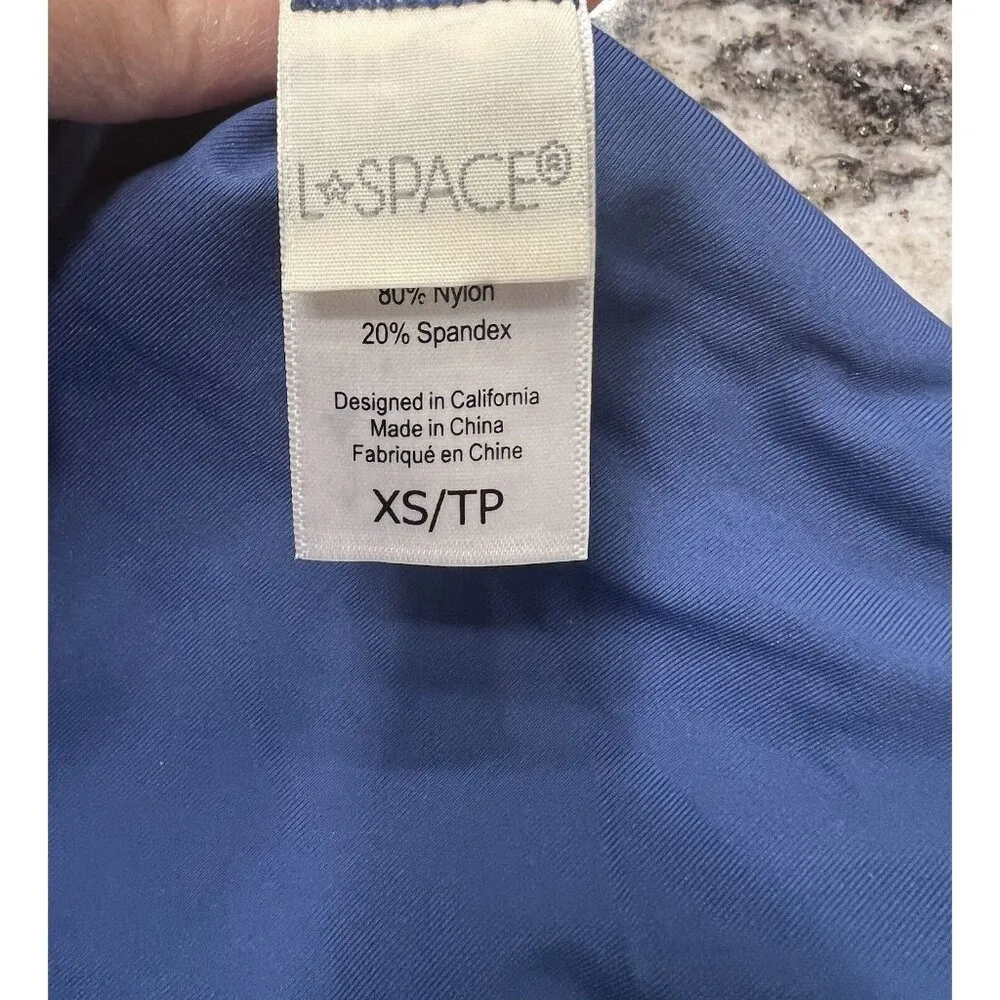 L★SPACE®
80% Nylon
20% Spandex
Designed in California
Made in China
Fabriqué en Chine
XS/TP